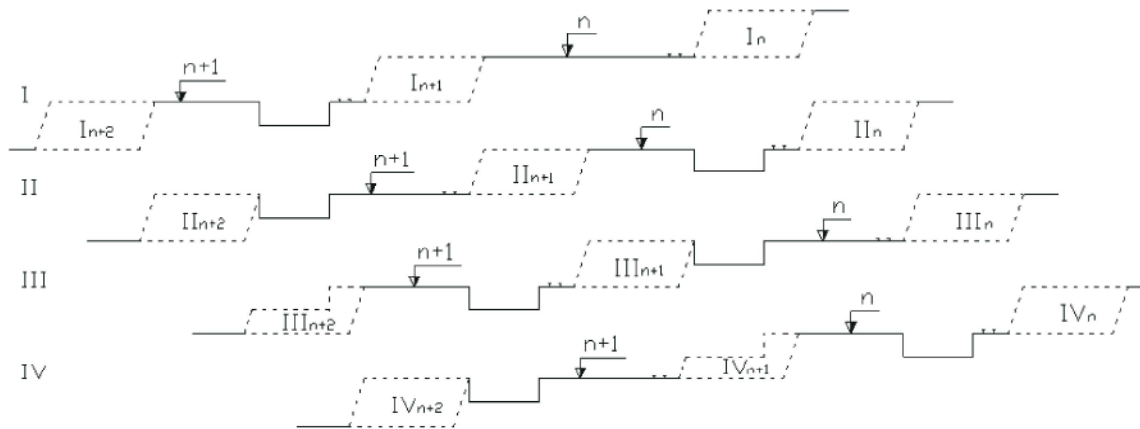 n
Iₙ
n+1
Iₙ₊₁
I
Iₙ₊₂
n
IIₙ
n+1
IIₙ₊₁
II
IIₙ₊₂
n
IIIₙ
n+1
IIIₙ₊₁
III
IIIₙ₊₂
n
IVₙ
n+1
IVₙ₊₁
IV
IVₙ₊₂